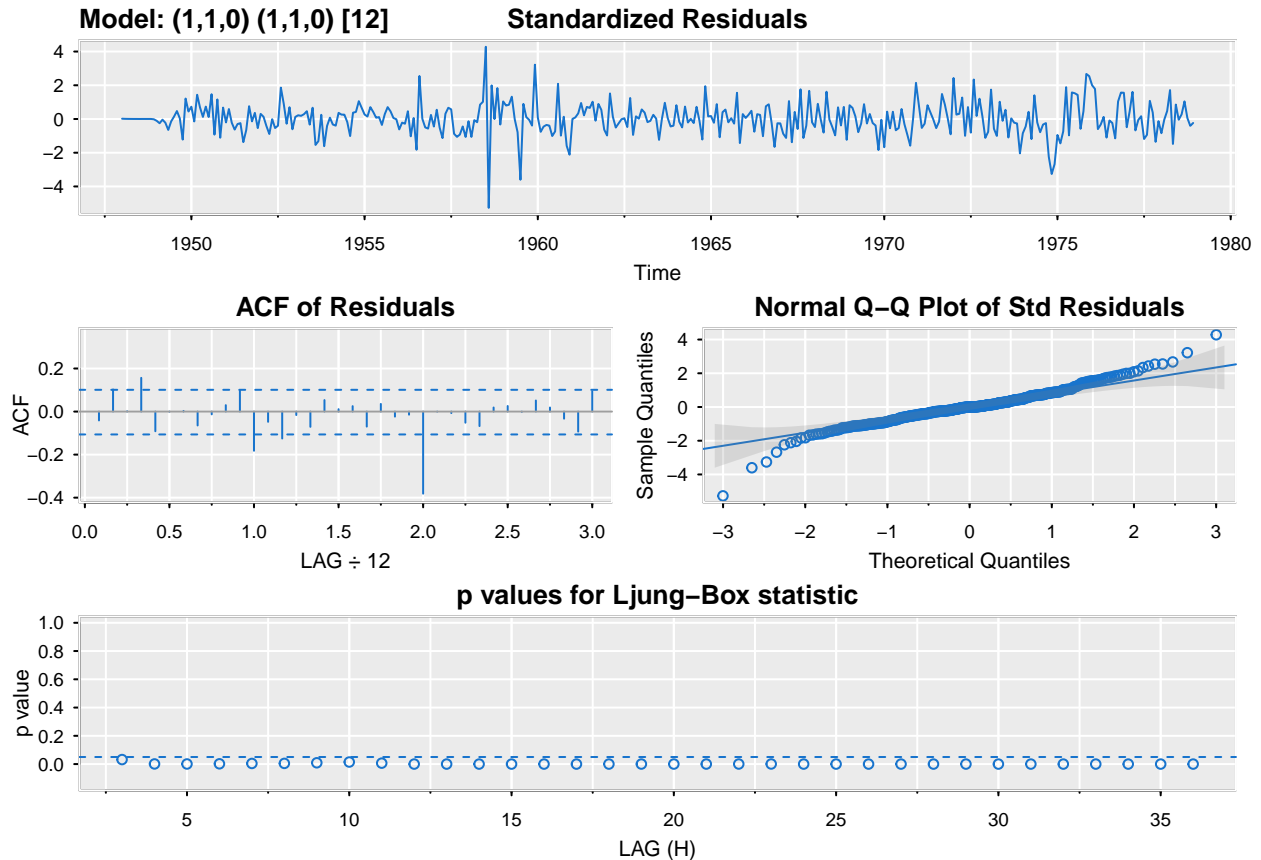 Model: (1,1,0) (1,1,0) [12] Standardized Residuals
4
2
0
−2
−4
1950 1955 1960 1965 1970 1975 1980
Time
ACF of Residuals
ACF
0.2
0.0
−0.2
−0.4
0.0 0.5 1.0 1.5 2.0 2.5 3.0
LAG ÷ 12
Normal Q−Q Plot of Std Residuals
Sample Quantiles
4
2
0
−2
−4
−3 −2 −1 0 1 2 3
Theoretical Quantiles
p values for Ljung−Box statistic
p value
1.0
0.8
0.6
0.4
0.2
0.0
5 10 15 20 25 30 35
LAG (H)